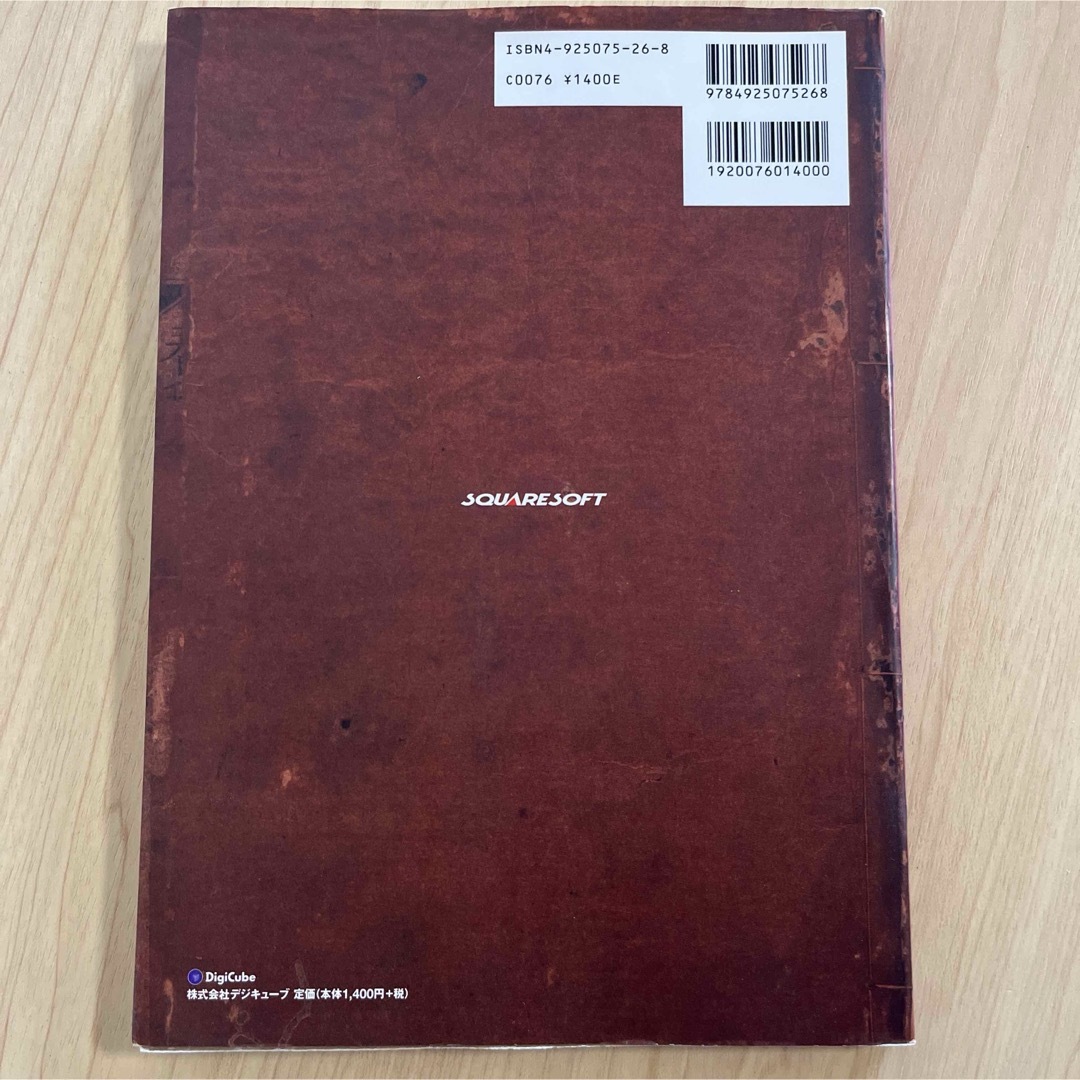 ISBN4-925075-26-8
C0076 ¥1400E
9784925075268
1920076014000
SQUARESOFT
DigiCube
株式会社デジキューブ 定価(本体1,400円+税)